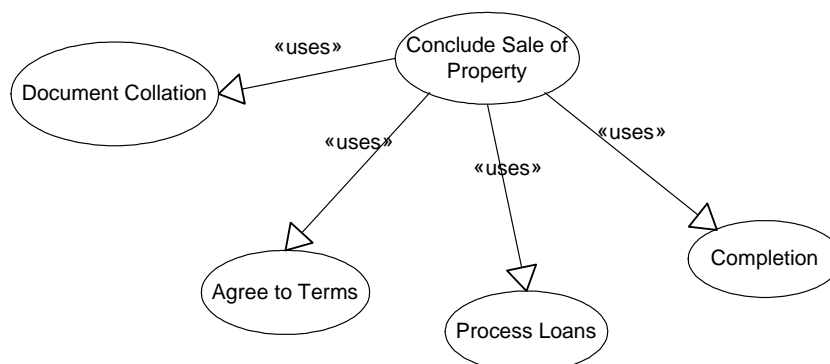 «uses»
Conclude Sale of
Property
Document Collation
«uses»
«uses»
«uses»
Agree to Terms
Process Loans
Completion